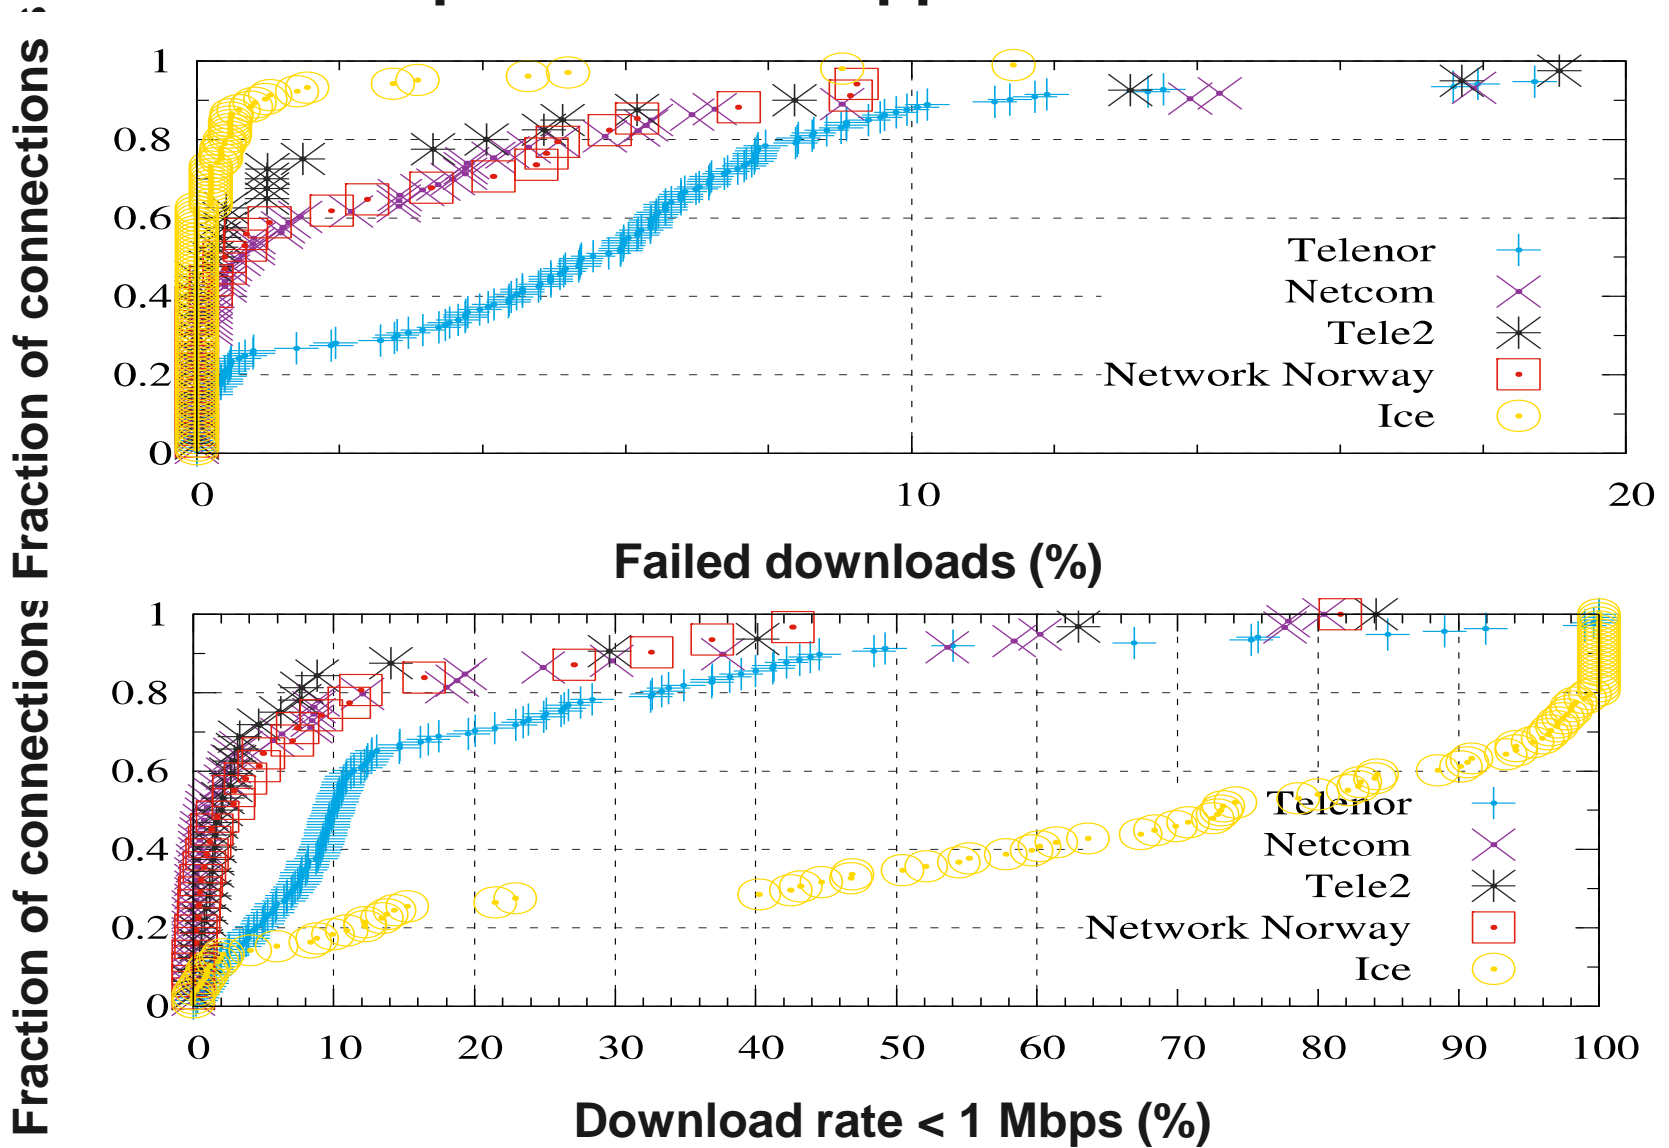 Fraction of connections
1
0.8
0.6
0.4
0.2
0
Telenor
Netcom
Tele2
Network Norway
Ice
0 10 20
Failed downloads (%)
Fraction of connections
1
0.8
0.6
0.4
0.2
0
Telenor
Netcom
Tele2
Network Norway
Ice
0 10 20 30 40 50 60 70 80 90 100
Download rate < 1 Mbps (%)